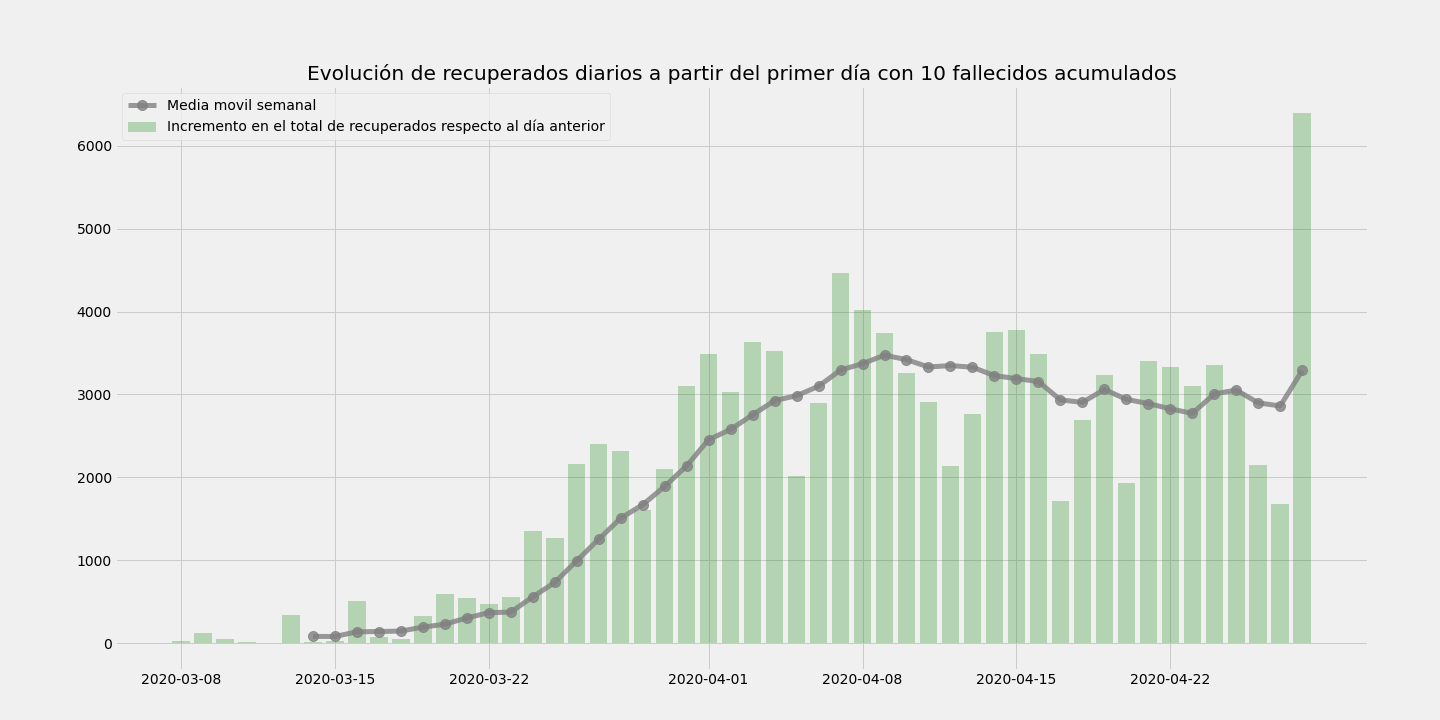 Evolución de recuperados diarios a partir del primer día con 10 fallecidos acumulados
Media movil semanal
Incremento en el total de recuperados respecto al día anterior
6000
5000
4000
3000
2000
1000
0
2020-03-08 2020-03-15 2020-03-22 2020-04-01 2020-04-08 2020-04-15 2020-04-22